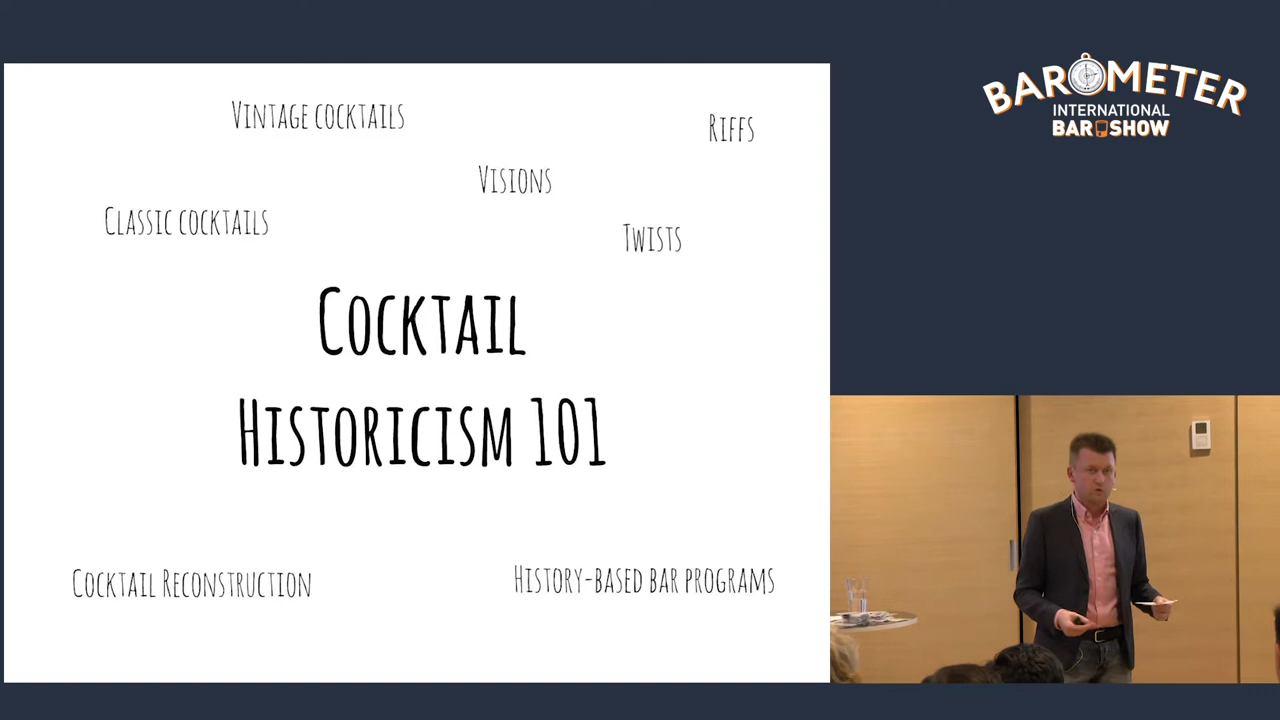 Vintage cocktails
Riffs
Visions
Classic cocktails
Twists
Cocktail
Historicism 101
Cocktail Reconstruction
History-based bar programs
BAROMETER
INTERNATIONAL
BAR SHOW